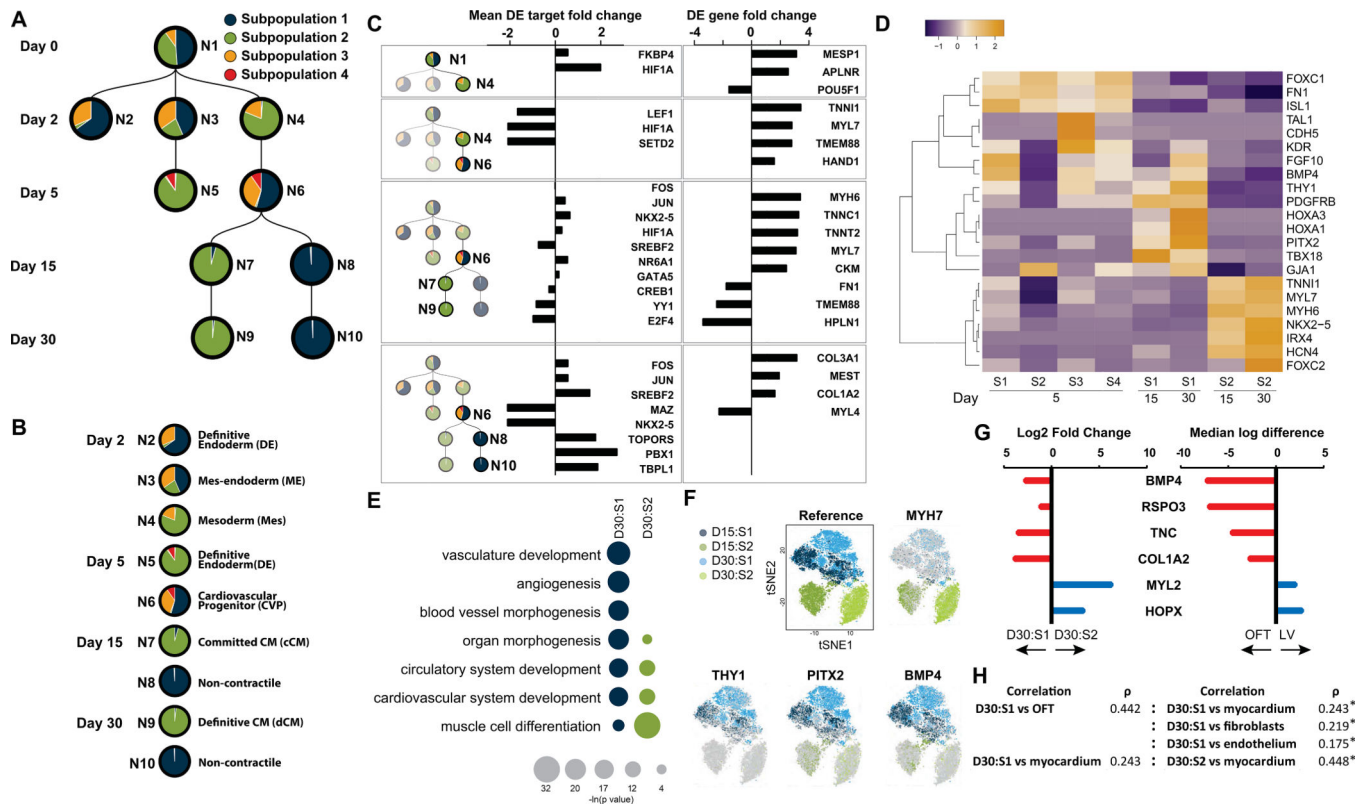 A
Subpopulation 1
Subpopulation 2
Subpopulation 3
Subpopulation 4
Day 0
N1
Day 2
N2
N3
N4
Day 5
N5
N6
Day 15
N7
N8
Day 30
N9
N10
B
Day 2 N2 Definitive
Endoderm (DE)
N3 Mes-endoderm (ME)
N4 Mesoderm (Mes)
Day 5 N5 Definitive
Endoderm(DE)
N6 Cardiovascular
Progenitor (CVP)
Day 15 N7 Committed CM (cCM)
N8 Non-contractile
Day 30 N9 Definitive CM (dCM)
N10 Non-contractile
C
Mean DE target fold change
DE gene fold change
-2 0 2
-4 -2 0 2 4
N1
N4
FKBP4
HIF1A
MESP1
APLNR
POU5F1
N4
N6
LEF1
HIF1A
SETD2
TNNI1
MYL7
TMEM88
HAND1
N6
N7
N9
FOS
JUN
NKX2-5
HIF1A
SREBF2
NR6A1
GATA5
CREB1
YY1
E2F4
MYH6
TNNC1
TNNT2
MYL7
CKM
FN1
TMEM88
HPLN1
N6
N8
N10
FOS
JUN
SREBF2
MAZ
NKX2-5
TOPORS
PBX1
TBPL1
COL3A1
MEST
COL1A2
MYL4
D
-1 0 1 2
FOXC1
FN1
ISL1
TAL1
CDH5
KDR
FGF10
BMP4
THY1
PDGFRB
HOXA3
HOXA1
PITX2
TBX18
GJA1
TNNI1
MYL7
MYH6
NKX2−5
IRX4
HCN4
FOXC2
S1 S2 S3 S4 S1 S1 S2 S2
Day 5 15 30 15 30
E
D30:S1
D30:S2
vasculature development
angiogenesis
blood vessel morphogenesis
organ morphogenesis
circulatory system development
cardiovascular system development
muscle cell differentiation
32 20 17 12 4
-ln(p value)
F
D15:S1
D15:S2
D30:S1
D30:S2
Reference
MYH7
tSNE2
20
-20
-10 10
tSNE1
THY1
PITX2
BMP4
G
Log2 Fold Change
Median log difference
5 0 5 10
-10 -5 0 5
BMP4
RSPO3
TNC
COL1A2
MYL2
HOPX
D30:S1 D30:S2
OFT LV
H
Correlation ρ Correlation ρ
D30:S1 vs OFT 0.442 : D30:S1 vs myocardium 0.243*
: D30:S1 vs fibroblasts 0.219*
: D30:S1 vs endothelium 0.175*
D30:S1 vs myocardium 0.243 : D30:S2 vs myocardium 0.448*